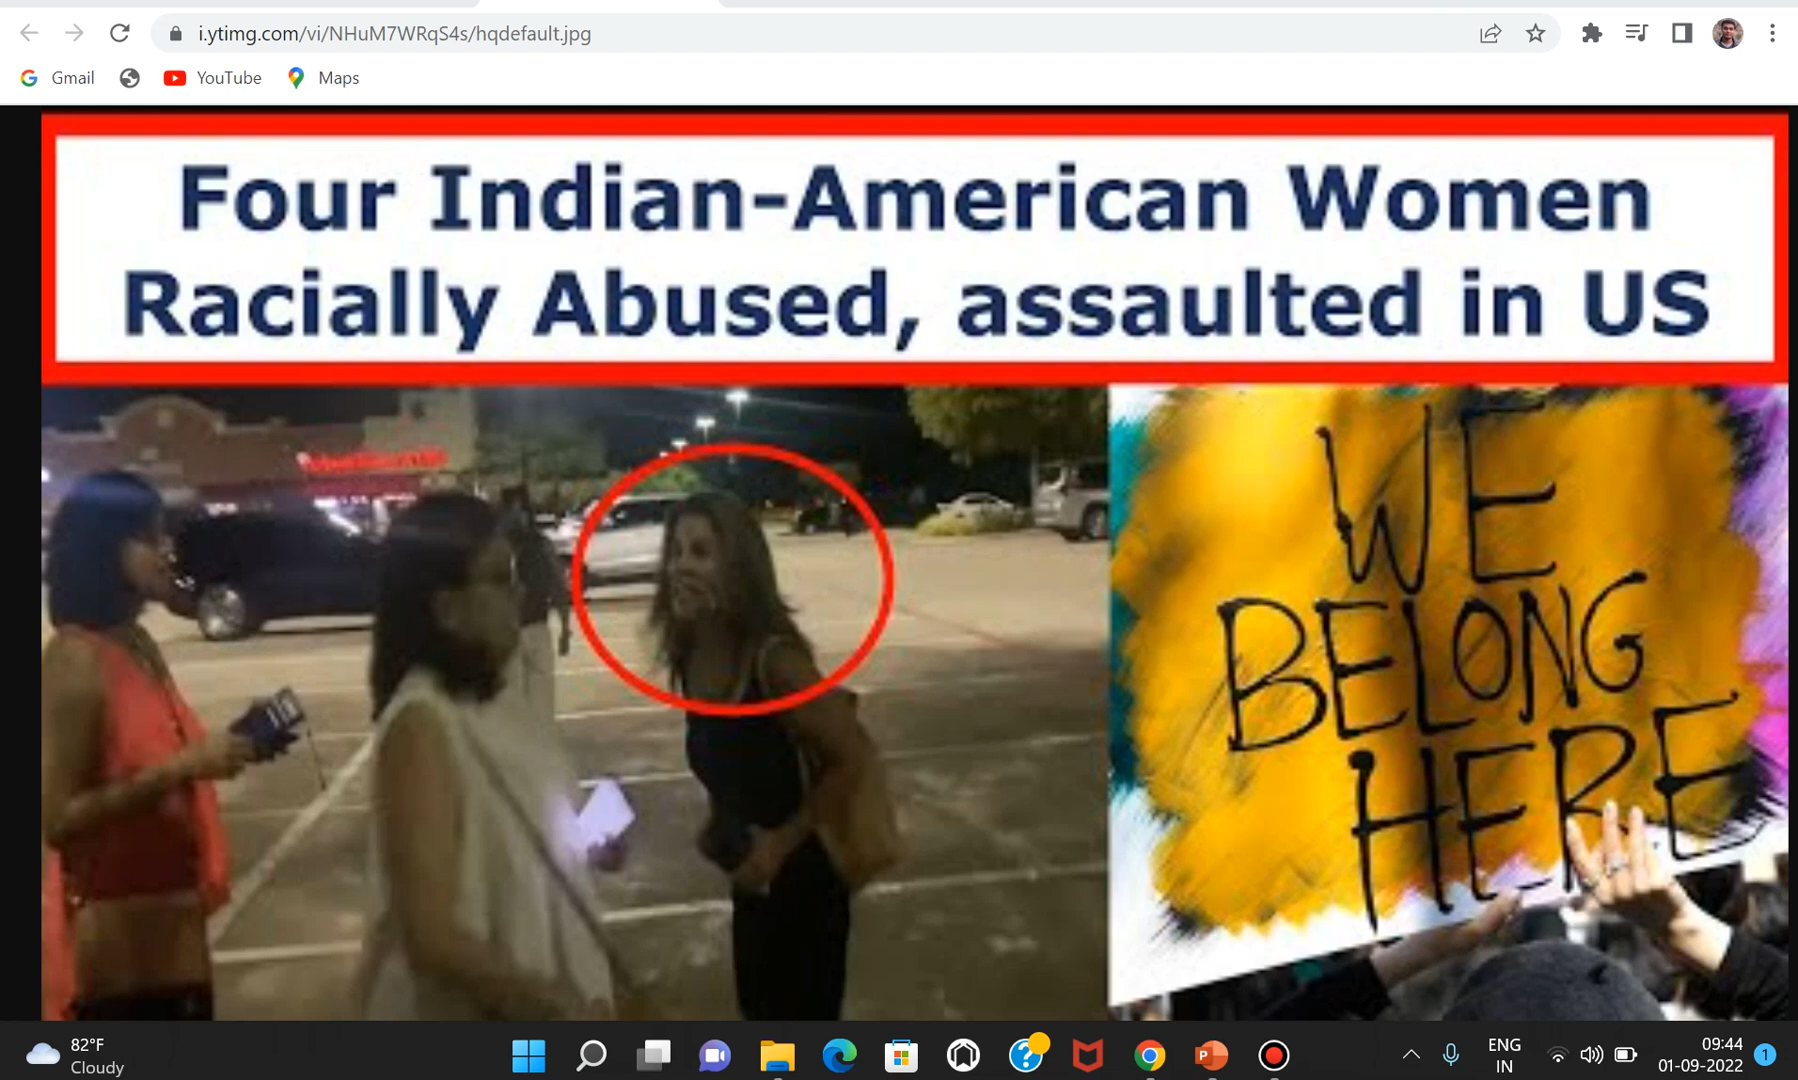 i.ytimg.com/vi/NHuM7WRqS4s/hqdefault.jpg
Gmail
YouTube
Maps
Four Indian-American Women
Racially Abused, assaulted in US
WE
BELONG
HERE
82°F
Cloudy
ENG
IN
09:44
01-09-2022
1